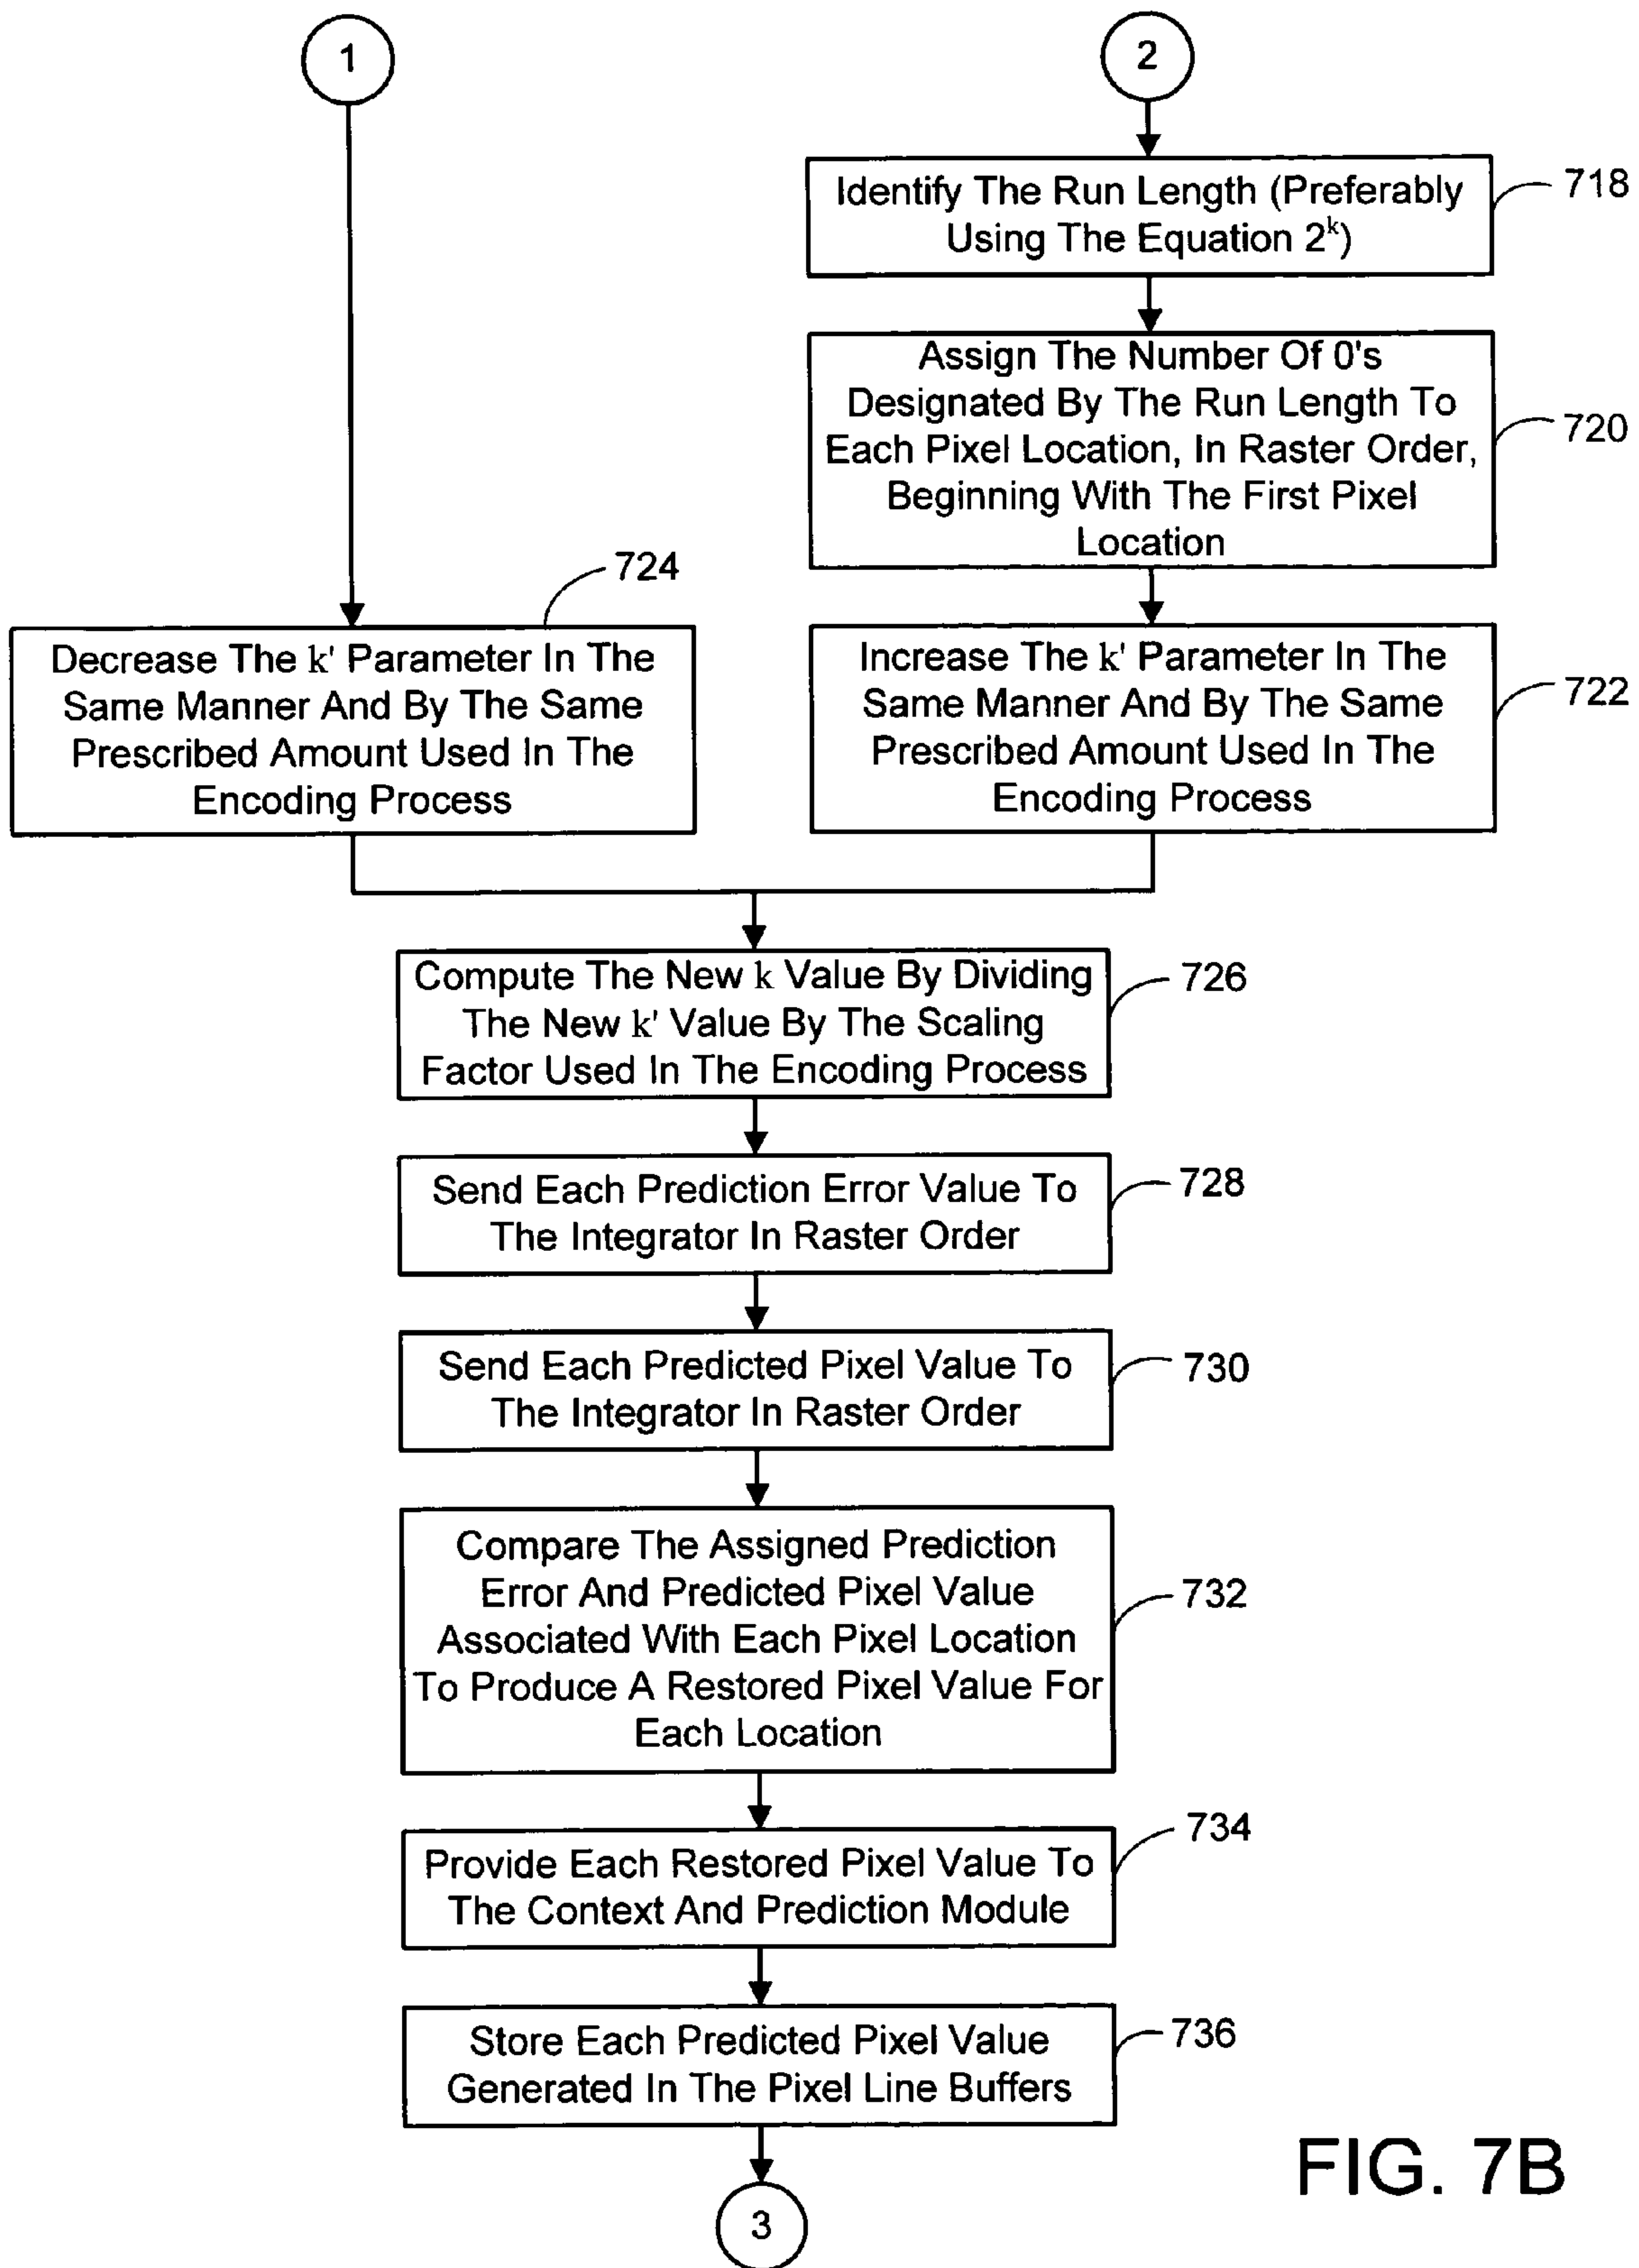 1
2
Identify The Run Length (Preferably
Using The Equation 2^k)
718
Assign The Number Of 0's
Designated By The Run Length To
Each Pixel Location, In Raster Order,
Beginning With The First Pixel
Location
720
724
Decrease The k' Parameter In The
Same Manner And By The Same
Prescribed Amount Used In The
Encoding Process
Increase The k' Parameter In The
Same Manner And By The Same
Prescribed Amount Used In The
Encoding Process
722
Compute The New k Value By Dividing
The New k' Value By The Scaling
Factor Used In The Encoding Process
726
Send Each Prediction Error Value To
The Integrator In Raster Order
728
Send Each Predicted Pixel Value To
The Integrator In Raster Order
730
Compare The Assigned Prediction
Error And Predicted Pixel Value
Associated With Each Pixel Location
To Produce A Restored Pixel Value For
Each Location
732
734
Provide Each Restored Pixel Value To
The Context And Prediction Module
Store Each Predicted Pixel Value
Generated In The Pixel Line Buffers
736
FIG. 7B
3